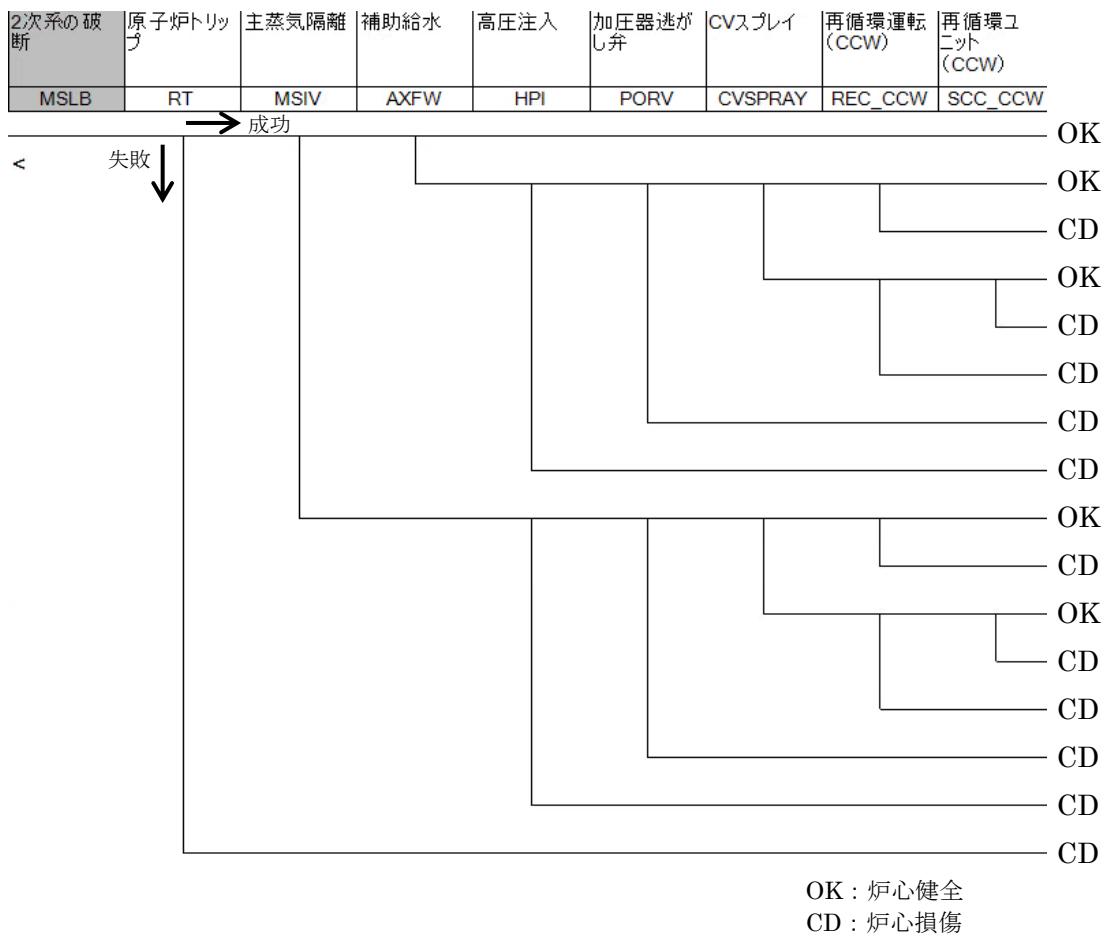 2次系の破
断
原子炉トリッ
プ
主蒸気隔離
補助給水
高圧注入
加圧器逃が
し弁
CVスプレイ
再循環運転
(CCW)
再循環ユ
ニット
(CCW)
MSLB
RT
MSIV
AXFW
HPI
PORV
CVSPRAY
REC_CCW
SCC_CCW
成功
失敗
<
OK
OK
CD
OK
CD
CD
CD
CD
OK
CD
OK
CD
CD
CD
CD
CD
OK：炉心健全
CD：炉心損傷